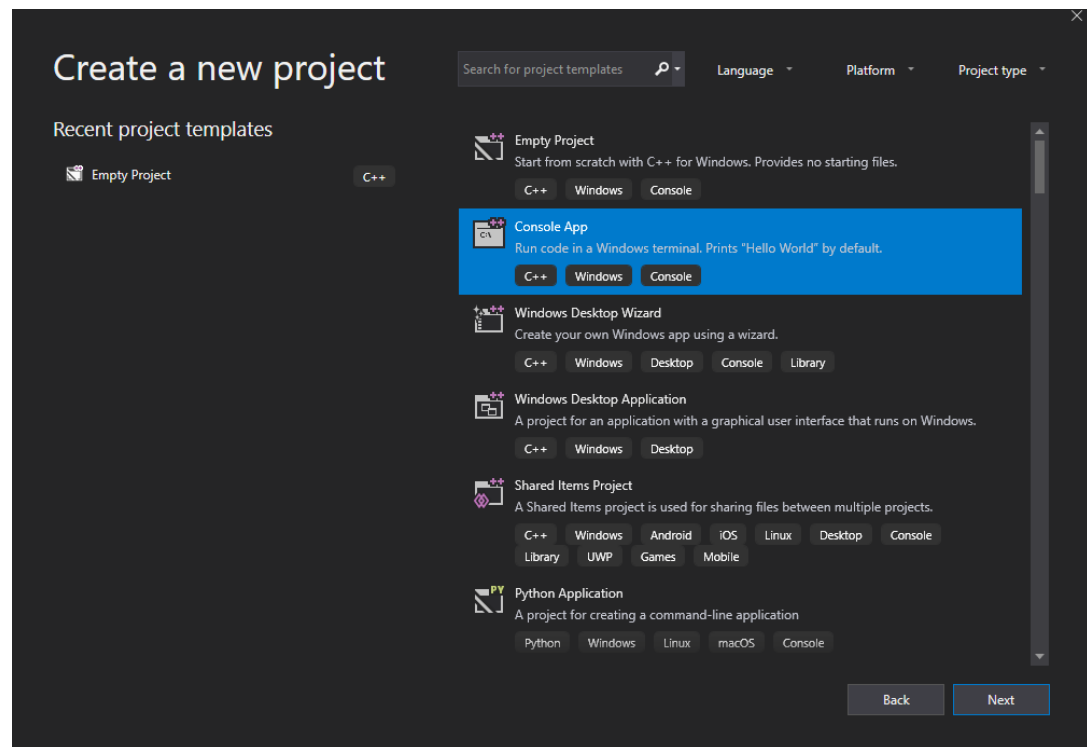 Create a new project
Search for project templates
Language
Platform
Project type
Recent project templates
Empty Project
C++
Empty Project
Start from scratch with C++ for Windows. Provides no starting files.
C++ Windows Console
C:\
Console App
Run code in a Windows terminal. Prints "Hello World" by default.
C++ Windows Console
Windows Desktop Wizard
Create your own Windows app using a wizard.
C++ Windows Desktop Console Library
Windows Desktop Application
A project for an application with a graphical user interface that runs on Windows.
C++ Windows Desktop
Shared Items Project
A Shared Items project is used for sharing files between multiple projects.
C++ Windows Android iOS Linux Desktop Console
Library UWP Games Mobile
PY
Python Application
A project for creating a command-line application
Python Windows Linux macOS Console
Back
Next